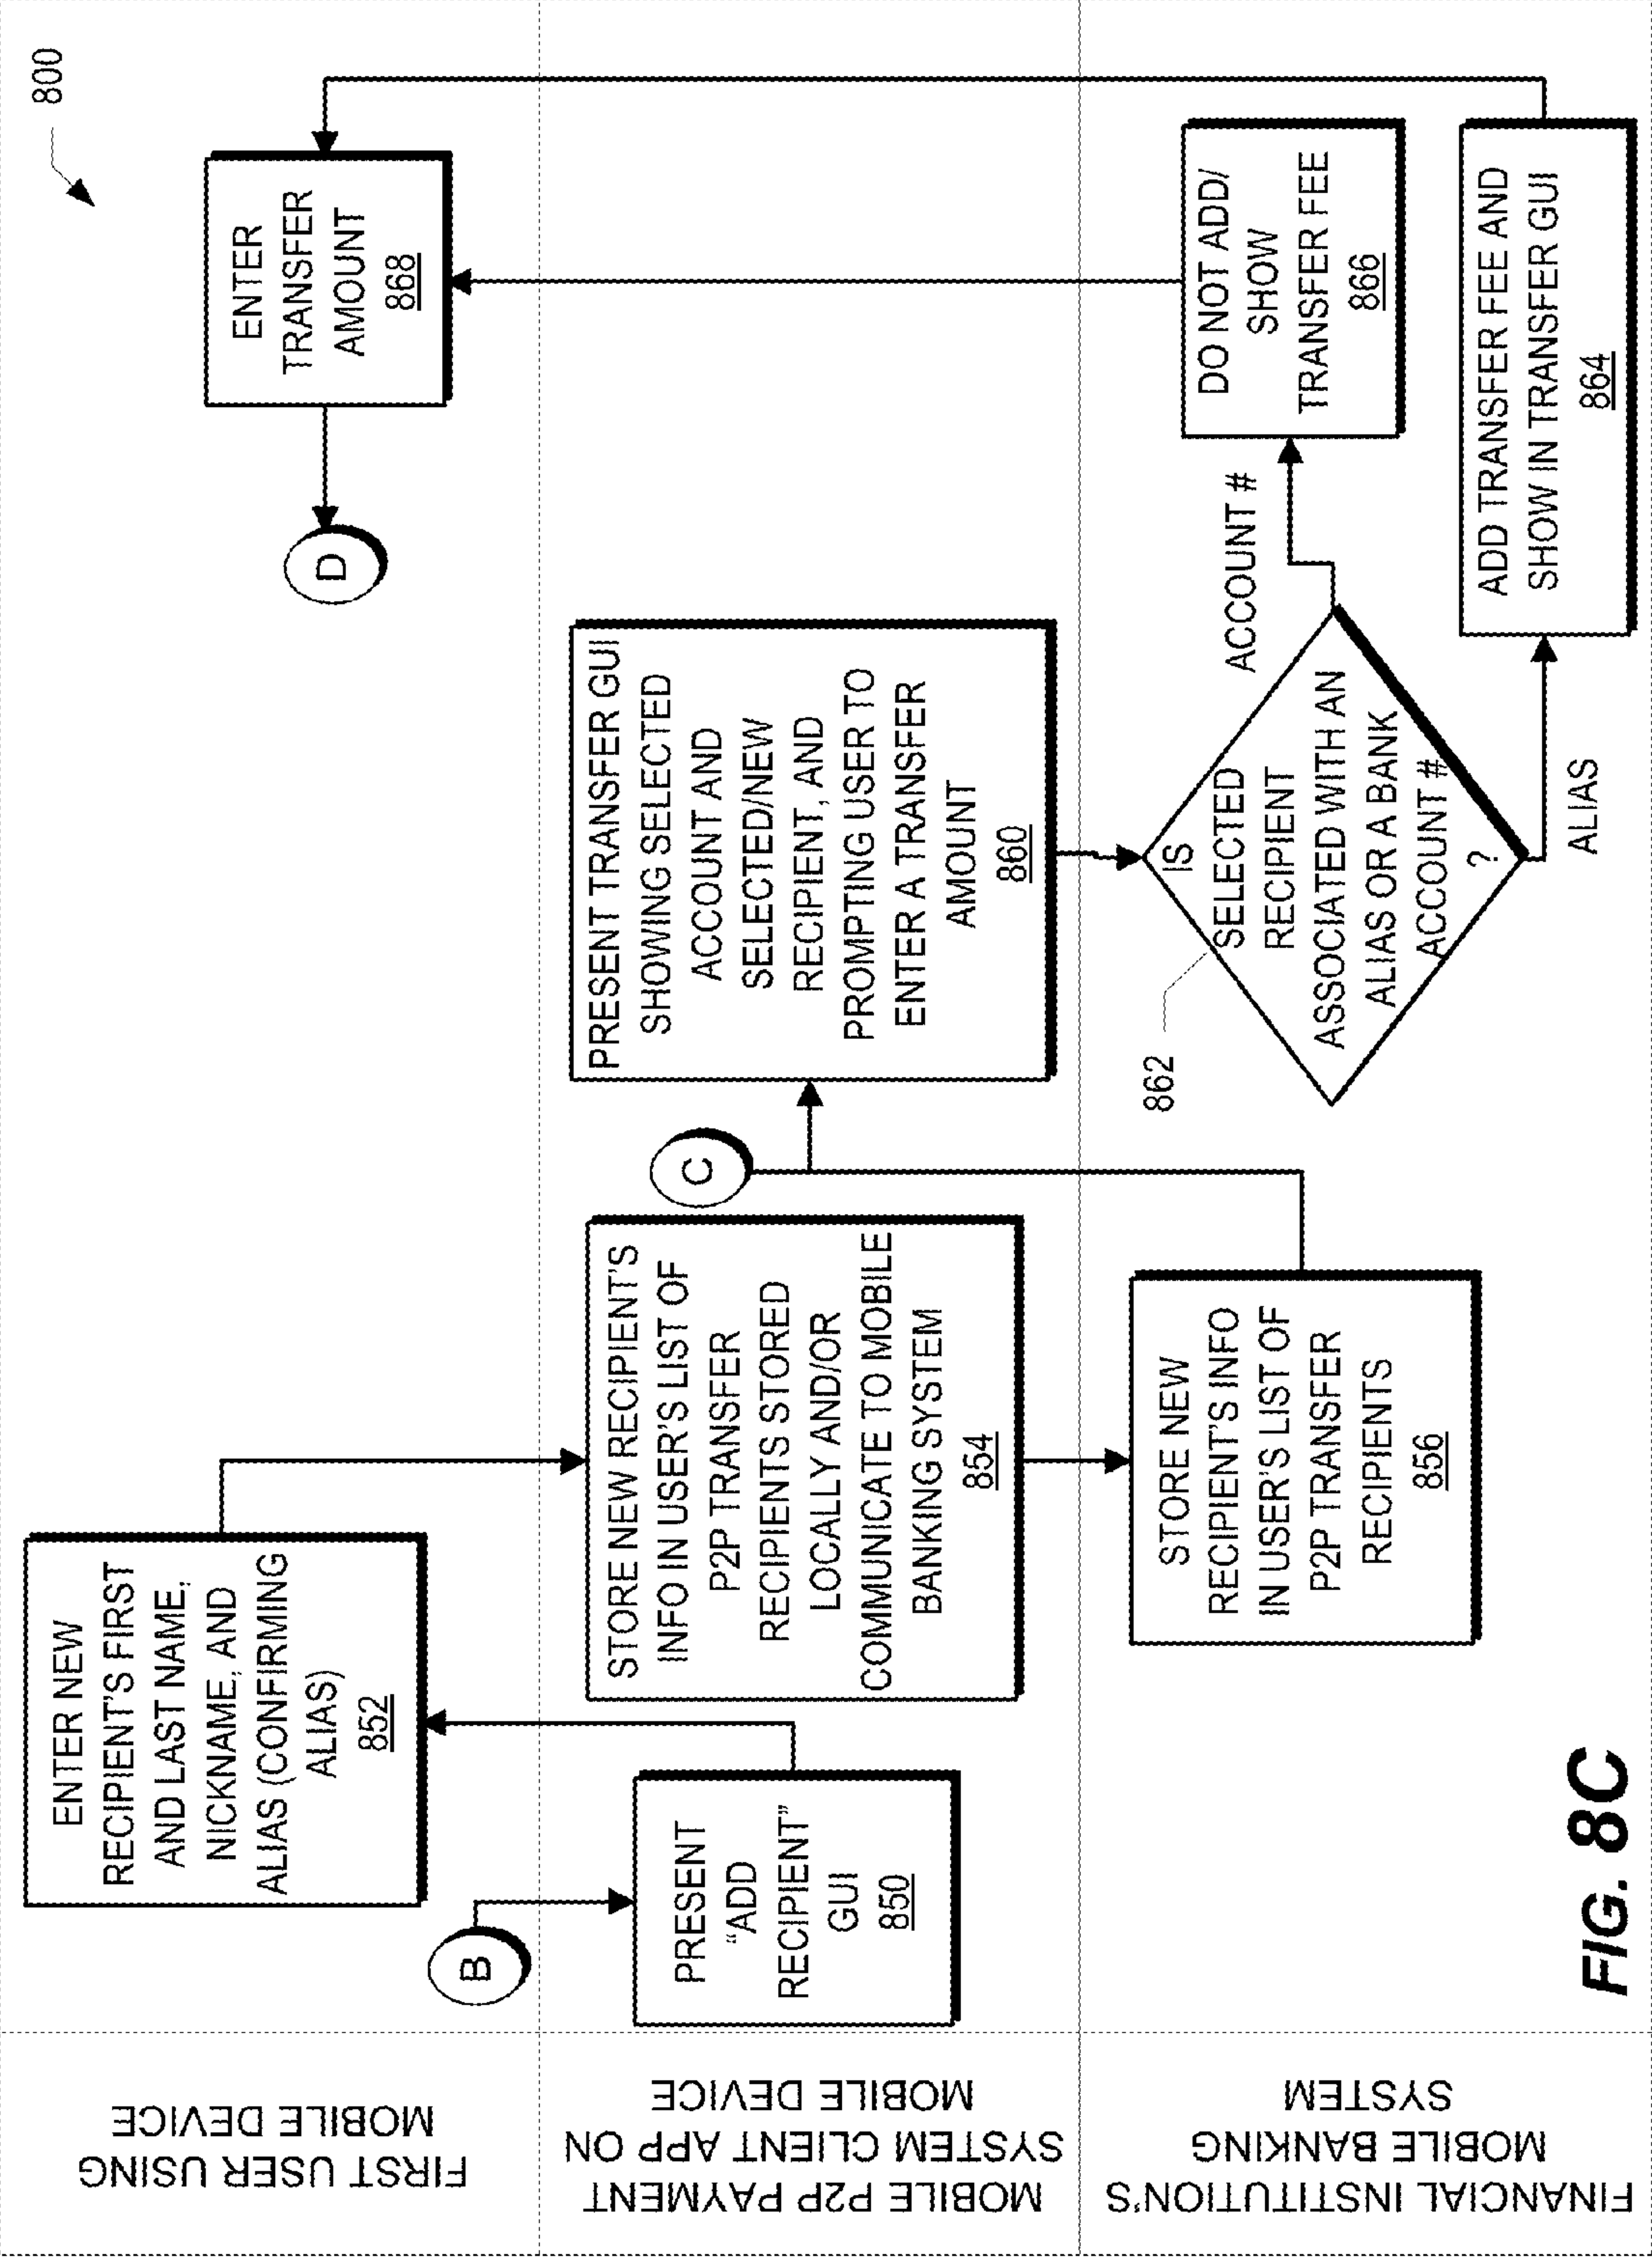 800
FIRST USER USING
MOBILE DEVICE
ENTER NEW
RECIPIENT'S FIRST
AND LAST NAME,
NICKNAME, AND
ALIAS (CONFIRMING
ALIAS)
852
ENTER
TRANSFER
AMOUNT
868
B
D
MOBILE P2P PAYMENT
SYSTEM CLIENT APP ON
MOBILE DEVICE
PRESENT
“ADD
RECIPIENT”
GUI
850
STORE NEW RECIPIENT'S
INFO IN USER'S LIST OF
P2P TRANSFER
RECIPIENTS STORED
LOCALLY AND/OR
COMMUNICATE TO MOBILE
BANKING SYSTEM
854
C
PRESENT TRANSFER GUI
SHOWING SELECTED
ACCOUNT AND
SELECTED/NEW
RECIPIENT, AND
PROMPTING USER TO
ENTER A TRANSFER
AMOUNT
860
FINANCIAL INSTITUTION'S
MOBILE BANKING
SYSTEM
STORE NEW
RECIPIENT'S INFO
IN USER'S LIST OF
P2P TRANSFER
RECIPIENTS
856
862
IS
SELECTED
RECIPIENT
ASSOCIATED WITH AN
ALIAS OR A BANK
ACCOUNT #
?
ACCOUNT #
DO NOT ADD/
SHOW
TRANSFER FEE
866
ALIAS
ADD TRANSFER FEE AND
SHOW IN TRANSFER GUI
864
FIG. 8C